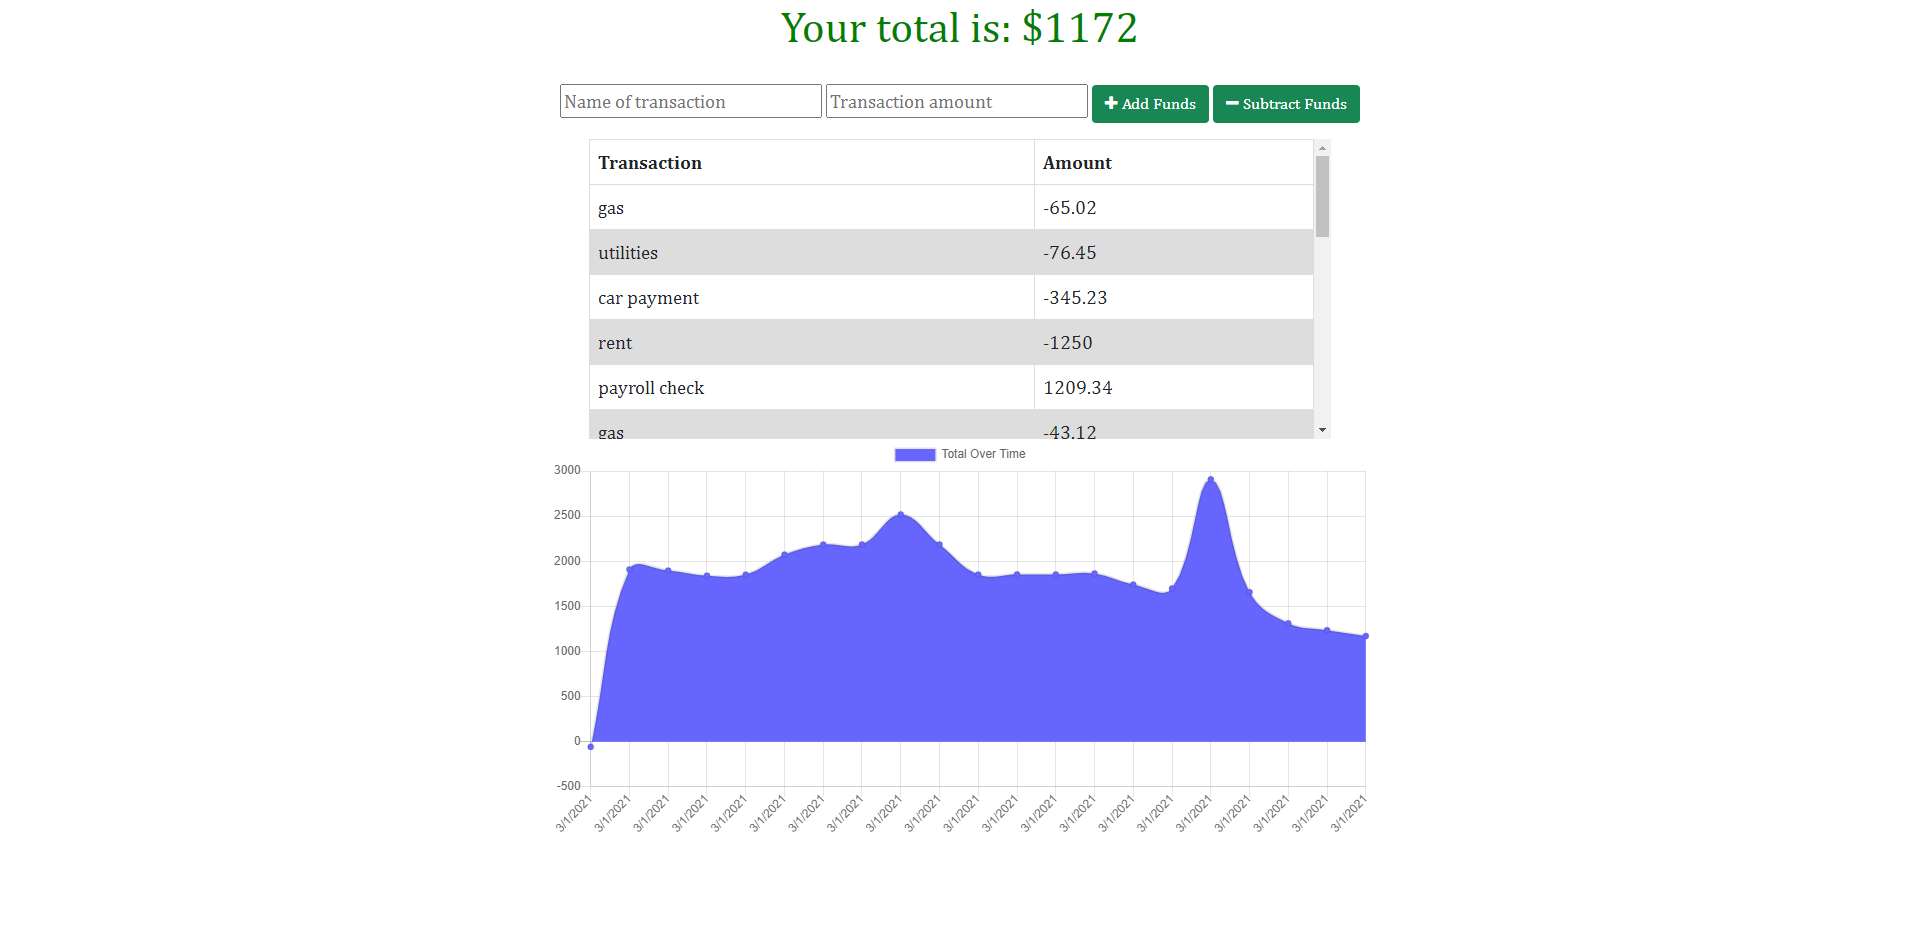 Your total is: $1172
Name of transaction Transaction amount Add Funds Subtract Funds
Transaction Amount
gas -65.02
utilities -76.45
car payment -345.23
rent -1250
payroll check 1209.34
gas -43.12
Total Over Time
3000
2500
2000
1500
1000
500
0
-500
3/1/2021 3/1/2021 3/1/2021 3/1/2021 3/1/2021 3/1/2021 3/1/2021 3/1/2021 3/1/2021 3/1/2021 3/1/2021 3/1/2021 3/1/2021 3/1/2021 3/1/2021 3/1/2021 3/1/2021 3/1/2021 3/1/2021 3/1/2021 3/1/2021